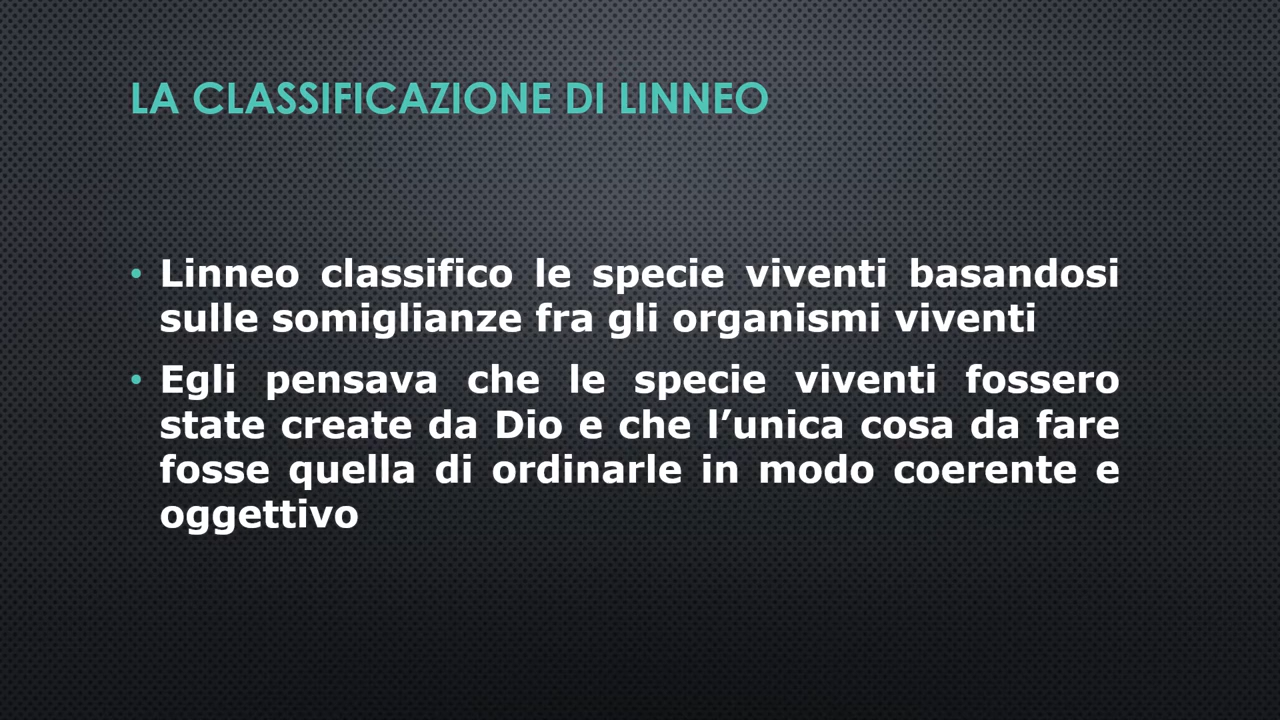 LA CLASSIFICAZIONE DI LINNEO
• Linneo classifico le specie viventi basandosi
sulle somiglianze fra gli organismi viventi
• Egli pensava che le specie viventi fossero
state create da Dio e che l’unica cosa da fare
fosse quella di ordinarle in modo coerente e
oggettivo